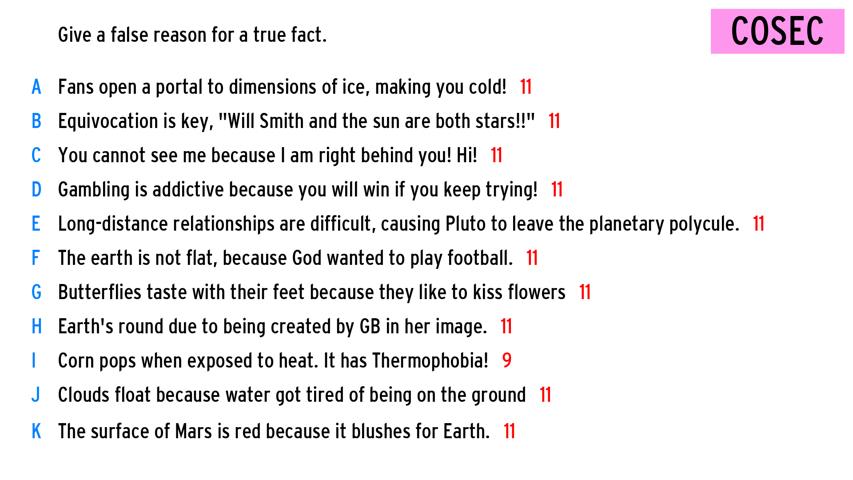 Give a false reason for a true fact.
COSEC
A Fans open a portal to dimensions of ice, making you cold! 11
B Equivocation is key, "Will Smith and the sun are both stars!!" 11
C You cannot see me because I am right behind you! Hi! 11
D Gambling is addictive because you will win if you keep trying! 11
E Long-distance relationships are difficult, causing Pluto to leave the planetary polycule. 11
F The earth is not flat, because God wanted to play football. 11
G Butterflies taste with their feet because they like to kiss flowers 11
H Earth's round due to being created by GB in her image. 11
I Corn pops when exposed to heat. It has Thermophobia! 9
J Clouds float because water got tired of being on the ground 11
K The surface of Mars is red because it blushes for Earth. 11